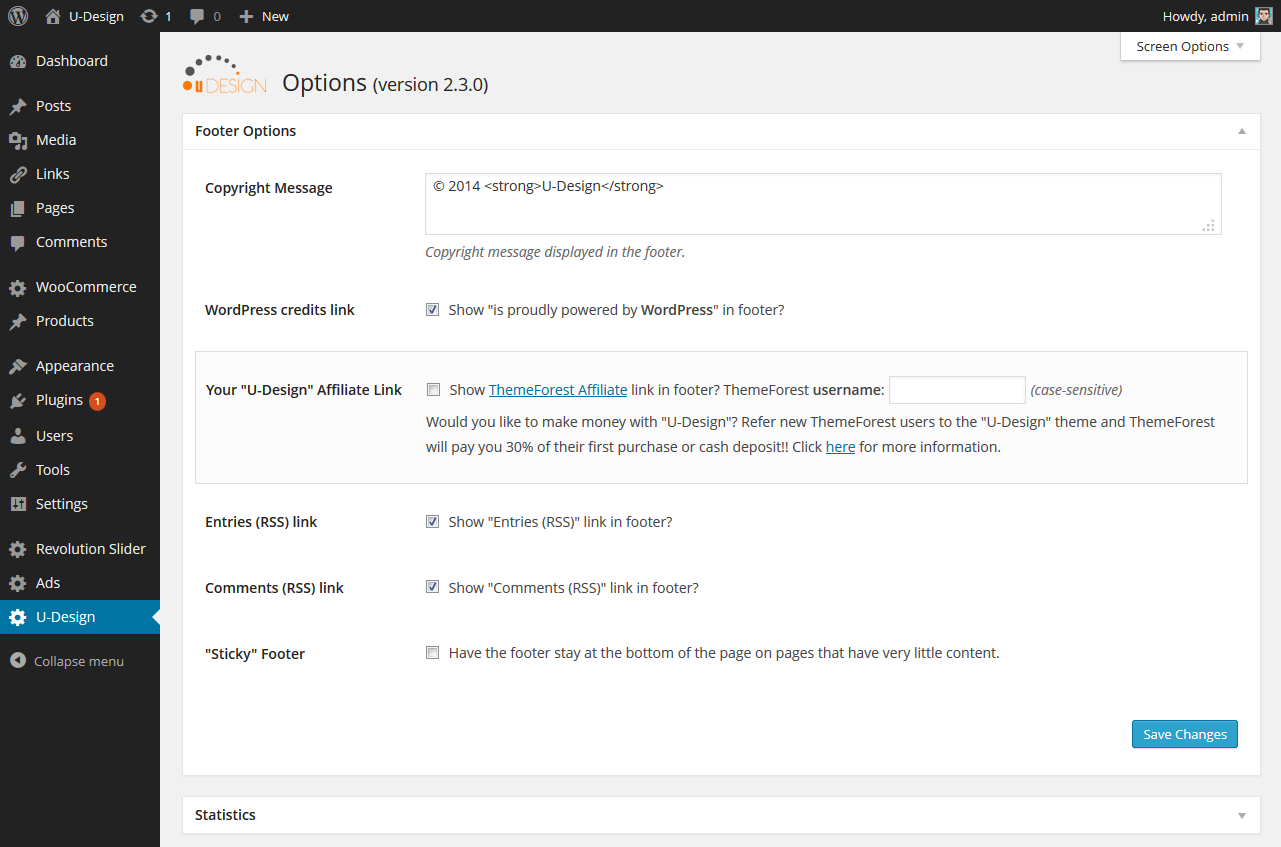 U-Design 1 0 New Howdy, admin
Screen Options
Dashboard
Posts
Media
Links
Pages
Comments
WooCommerce
Products
Appearance
Plugins 1
Users
Tools
Settings
Revolution Slider
Ads
U-Design
Collapse menu
uDESIGN Options (version 2.3.0)
Footer Options
Copyright Message
© 2014 <strong>U-Design</strong>
Copyright message displayed in the footer.
WordPress credits link Show "is proudly powered by WordPress" in footer?
Your "U-Design" Affiliate Link Show ThemeForest Affiliate link in footer? ThemeForest username: (case-sensitive)
Would you like to make money with "U-Design"? Refer new ThemeForest users to the "U-Design" theme and ThemeForest
will pay you 30% of their first purchase or cash deposit!! Click here for more information.
Entries (RSS) link Show "Entries (RSS)" link in footer?
Comments (RSS) link Show "Comments (RSS)" link in footer?
"Sticky" Footer Have the footer stay at the bottom of the page on pages that have very little content.
Save Changes
Statistics